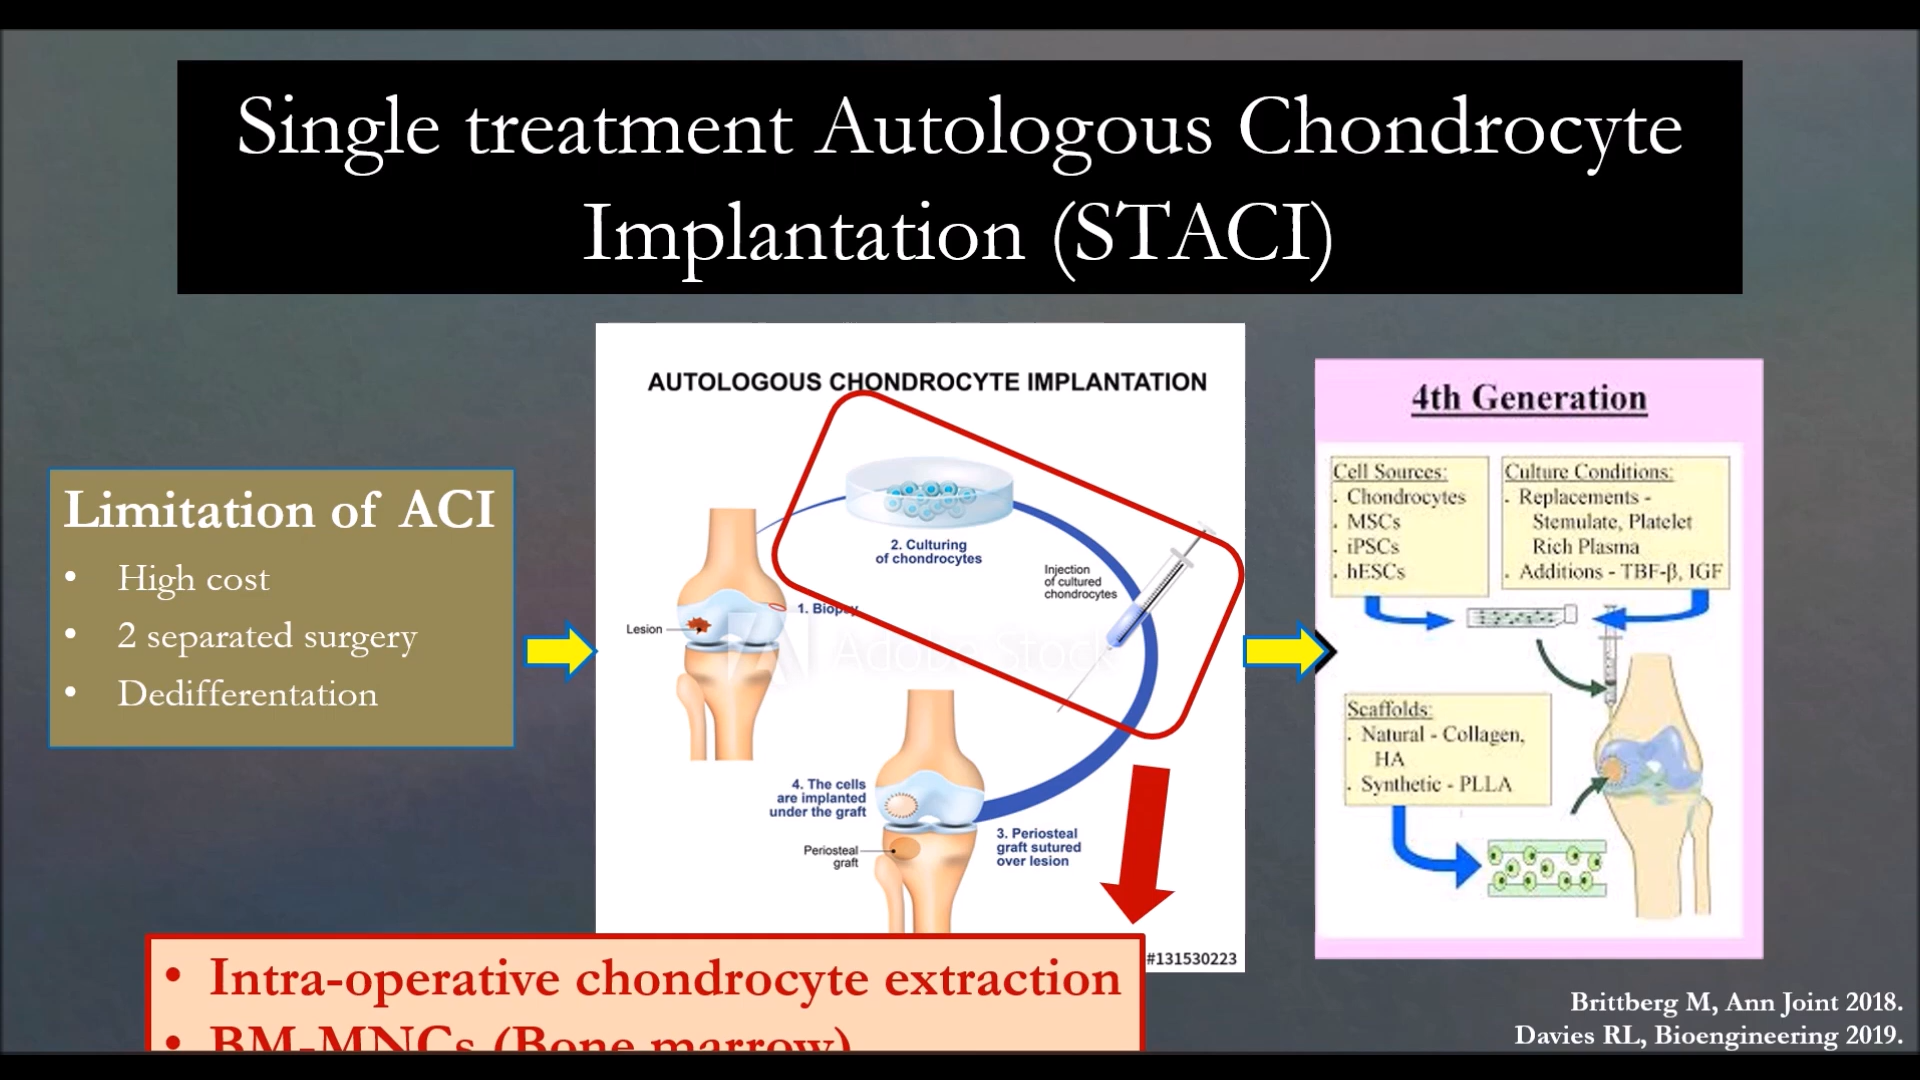 Single treatment Autologous Chondrocyte
Implantation (STACI)
Limitation of ACI
• High cost
• 2 separated surgery
• Dedifferentation
AUTOLOGOUS CHONDROCYTE IMPLANTATION
2. Culturing
of chondrocytes
Injection
of cultured
chondrocytes
1. Biopsy
Lesion
Adobe Stock
4. The cells
are implanted
under the graft
3. Periosteal
graft sutured
over lesion
Periosteal
graft
#131530223
4th Generation
Cell Sources:
. Chondrocytes
. MSCs
. iPSCs
. hESCs
Culture Conditions:
. Replacements -
Stemulate, Platelet
Rich Plasma
. Additions - TBF-β, IGF
Scaffolds:
. Natural - Collagen,
HA
. Synthetic - PLLA
• Intra-operative chondrocyte extraction
• BM-MNCs (Bone marrow)
Brittberg M, Ann Joint 2018.
Davies RL, Bioengineering 2019.